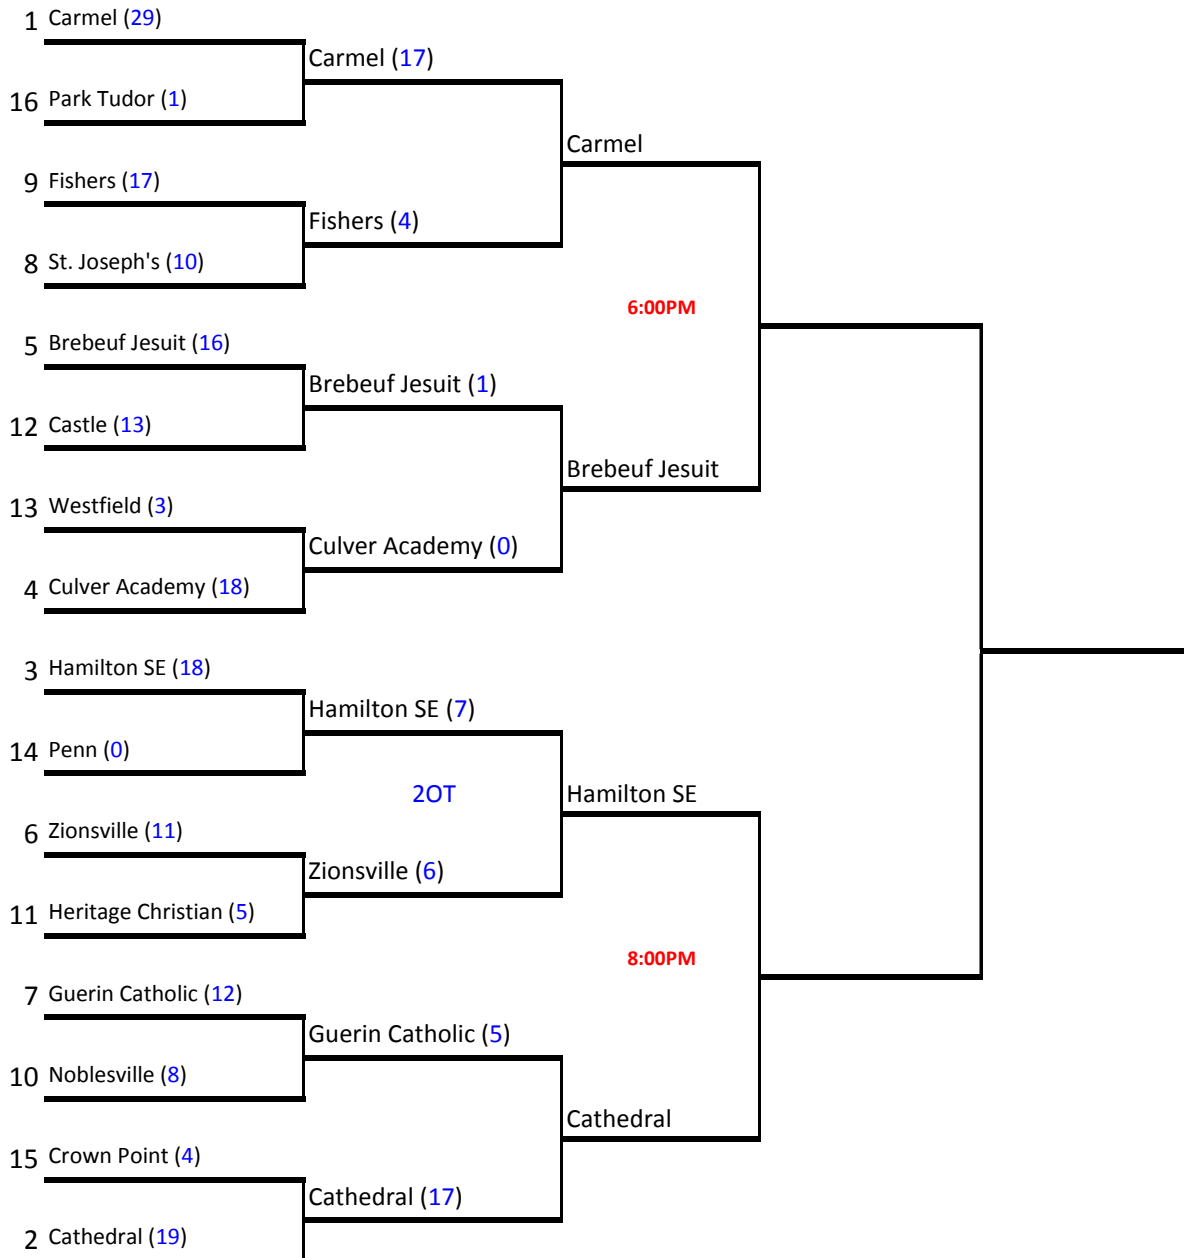 1 Carmel (29)
Carmel (17)
16 Park Tudor (1)
Carmel
9 Fishers (17)
Fishers (4)
8 St. Joseph's (10)
6:00PM
5 Brebeuf Jesuit (16)
Brebeuf Jesuit (1)
12 Castle (13)
Brebeuf Jesuit
13 Westfield (3)
Culver Academy (0)
4 Culver Academy (18)
3 Hamilton SE (18)
Hamilton SE (7)
14 Penn (0)
2OT
Hamilton SE
6 Zionsville (11)
Zionsville (6)
11 Heritage Christian (5)
8:00PM
7 Guerin Catholic (12)
Guerin Catholic (5)
10 Noblesville (8)
Cathedral
15 Crown Point (4)
Cathedral (17)
2 Cathedral (19)